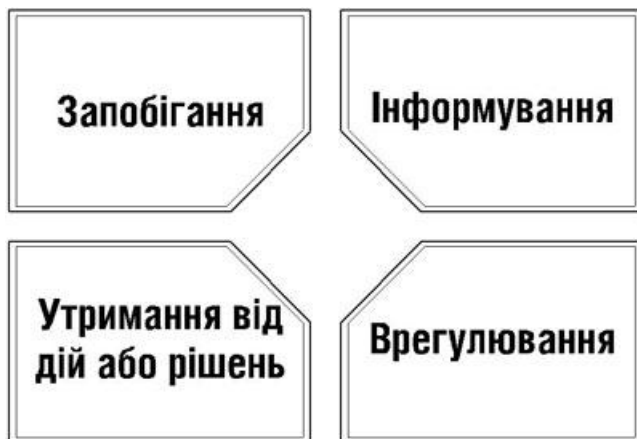 Запобігання
Інформування
Утримання від
дій або рішень
Врегулювання